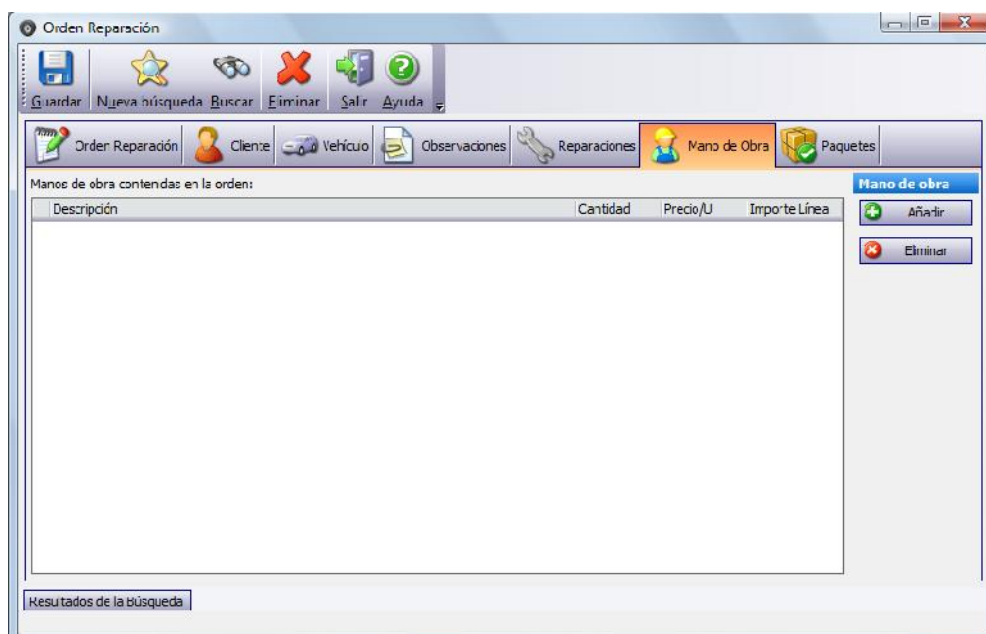 Orden Reparación
Guardar Nueva búsqueda Buscar Eliminar Salir Ayuda
Orden Reparación Cliente Vehículo Observaciones Reparaciones Mano de Obra Paquetes
Manos de obra contenidas en la orden:
Mano de obra
Descripción Cantidad Precio/U Importe Línea
Añadir
Eliminar
Resultados de la Búsqueda